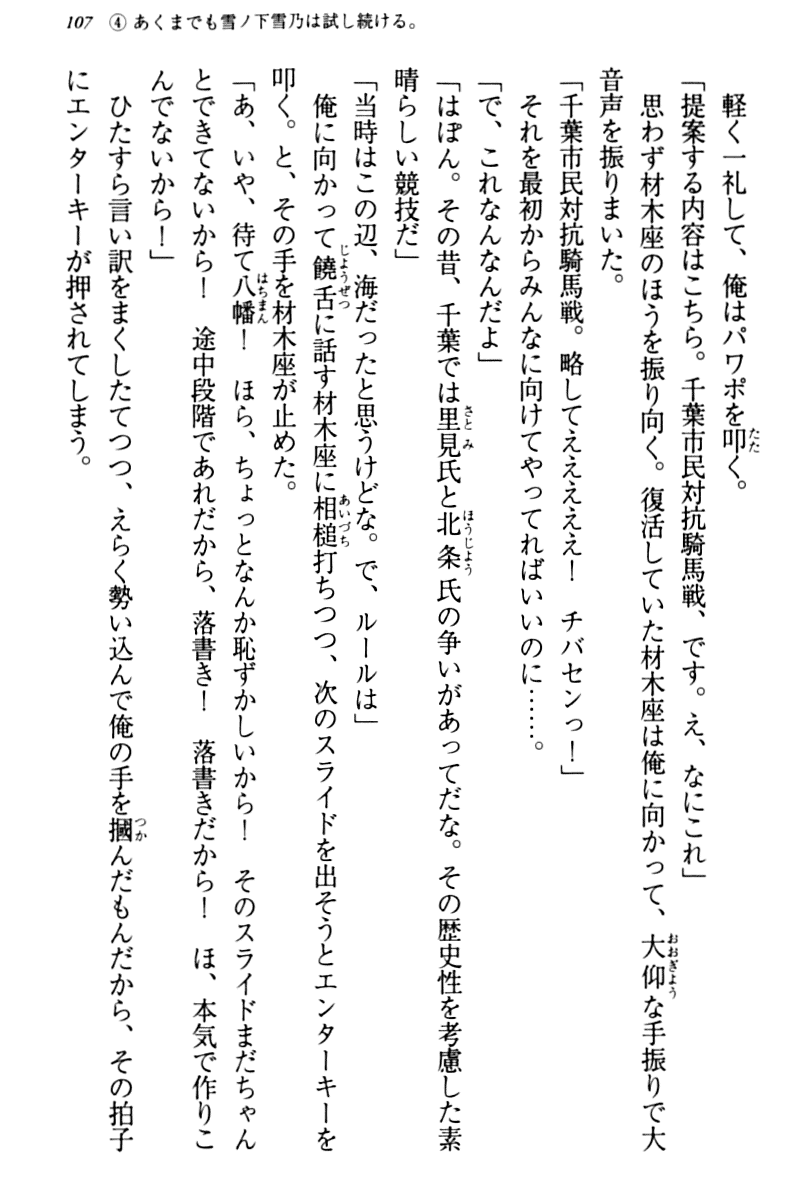 107 ④ あくまでも雪ノ下雪乃は試し続ける。
　軽く一礼して、俺はパワポを叩く。
「提案する内容はこちら。千葉市民対抗騎馬戦、です。え、なにこれ」
　思わず材木座のほうを振り向く。復活していた材木座は俺に向かって、大仰な手振りで大
音声を振りまいた。
「千葉市民対抗騎馬戦。略してえええええ！　チバセンっ！」
　それを最初からみんなに向けてやってればいいのに……。
「で、これなんなんだよ」
「はぽん。その昔、千葉では里見氏と北条氏の争いがあってだな。その歴史性を考慮した素
晴らしい競技だ」
「当時はこの辺、海だったと思うけどな。で、ルールは」
　俺に向かって饒舌に話す材木座に相槌打ちつつ、次のスライドを出そうとエンターキーを
叩く。と、その手を材木座が止めた。
「あ、いや、待て八幡！　ほら、ちょっとなんか恥ずかしいから！　そのスライドまだちゃん
とできてないから！　途中段階であれだから、落書き！　落書きだから！　ほ、本気で作りこ
んでないから！」
　ひたすら言い訳をまくしたてつつ、えらく勢い込んで俺の手を摑んだもんだから、その拍子
にエンターキーが押されてしまう。